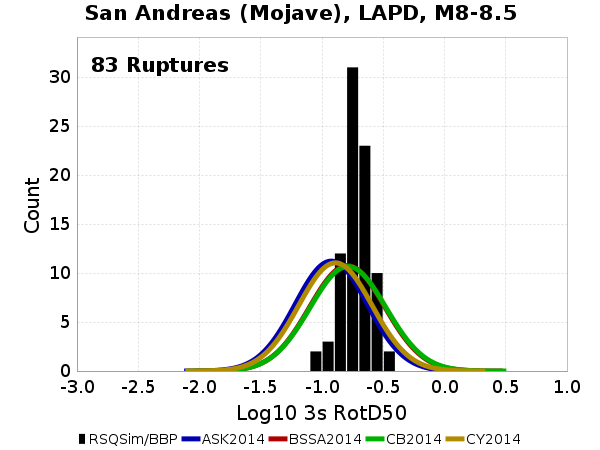 San Andreas (Mojave), LAPD, M8-8.5
83 Ruptures
30
25
20
15
10
5
0
Count
-3.0 -2.5 -2.0 -1.5 -1.0 -0.5 0.0 0.5 1.0
Log10 3s RotD50
RSQSim/BBP ASK2014 BSSA2014 CB2014 CY2014